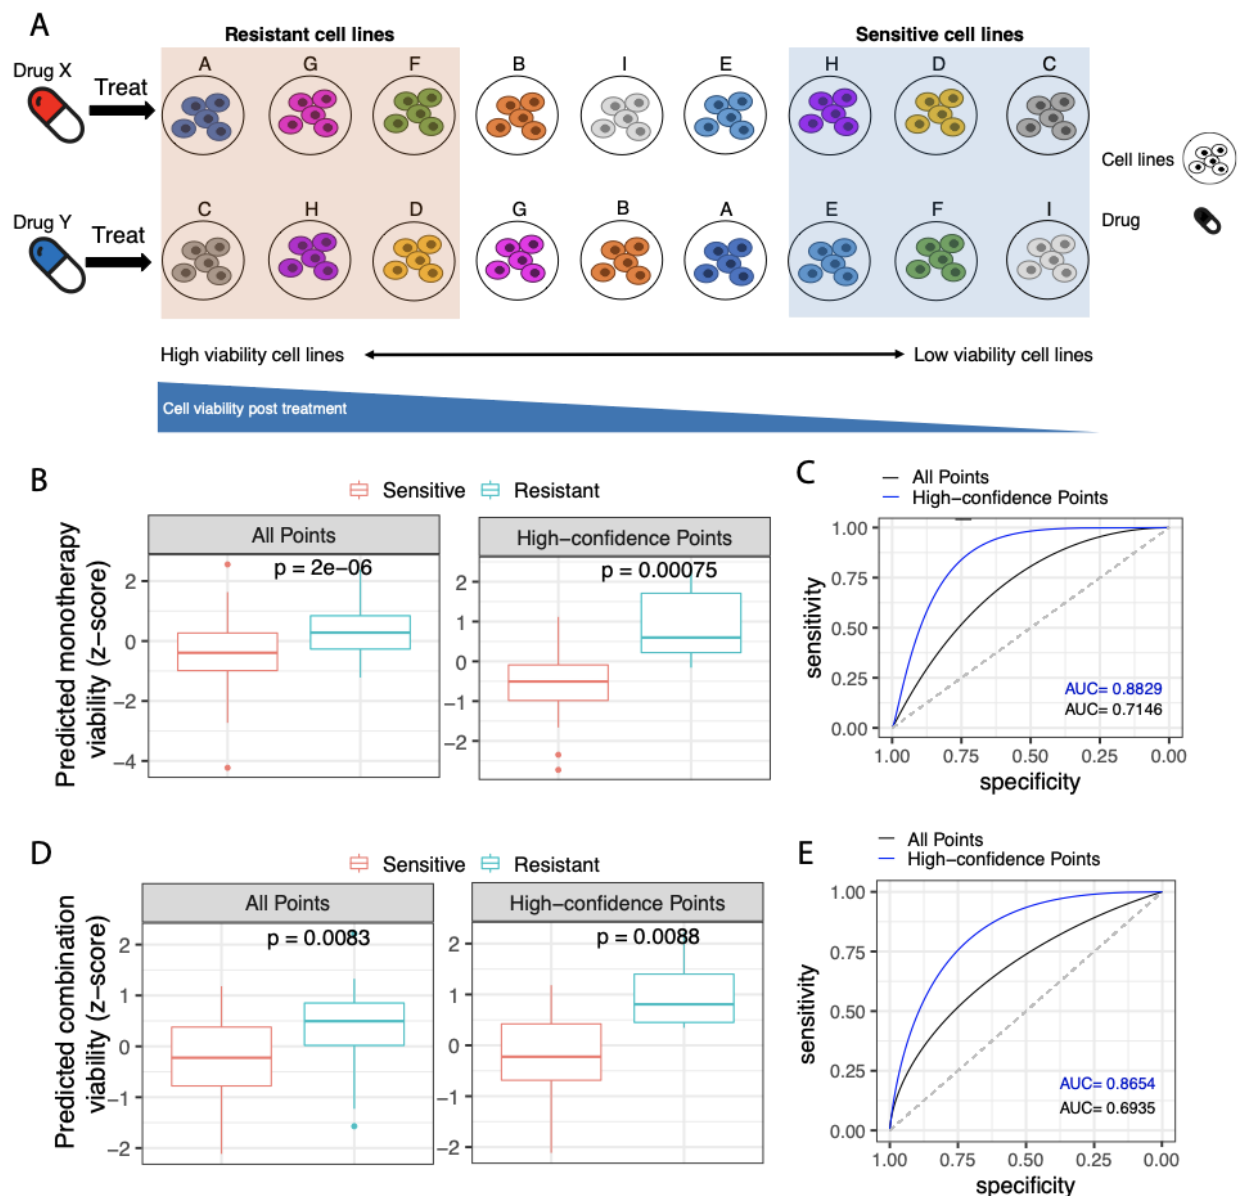 A
Resistant cell lines
Sensitive cell lines
Drug X
Treat
A G F B I E H D C
Cell lines
Drug
Drug Y
Treat
C H D G B A E F I
High viability cell lines
Low viability cell lines
Cell viability post treatment
B
Sensitive Resistant
Predicted monotherapy
viability (z-score)
All Points
p = 2e-06
2
0
−2
−4
High−confidence Points
p = 0.00075
2
1
0
−1
−2
C
All Points
High−confidence Points
sensitivity
1.00
0.75
0.50
0.25
0.00
AUC= 0.8829
AUC= 0.7146
1.00 0.75 0.50 0.25 0.00
specificity
D
Sensitive Resistant
Predicted combination
viability (z-score)
All Points
p = 0.0083
2
1
0
−1
−2
High−confidence Points
p = 0.0088
2
1
0
−1
−2
E
All Points
High−confidence Points
sensitivity
1.00
0.75
0.50
0.25
0.00
AUC= 0.8654
AUC= 0.6935
1.00 0.75 0.50 0.25 0.00
specificity